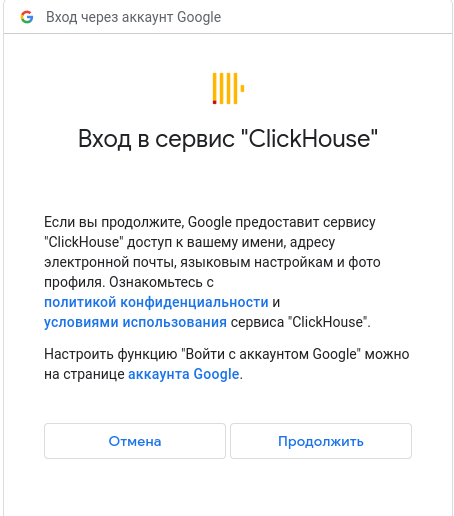 Вход через аккаунт Google
Вход в сервис "ClickHouse"
Если вы продолжите, Google предоставит сервису
"ClickHouse" доступ к вашему имени, адресу
электронной почты, языковым настройкам и фото
профиля. Ознакомьтесь с
политикой конфиденциальности и
условиями использования сервиса "ClickHouse".
Настроить функцию "Войти с аккаунтом Google" можно
на странице аккаунта Google.
Отмена
Продолжить